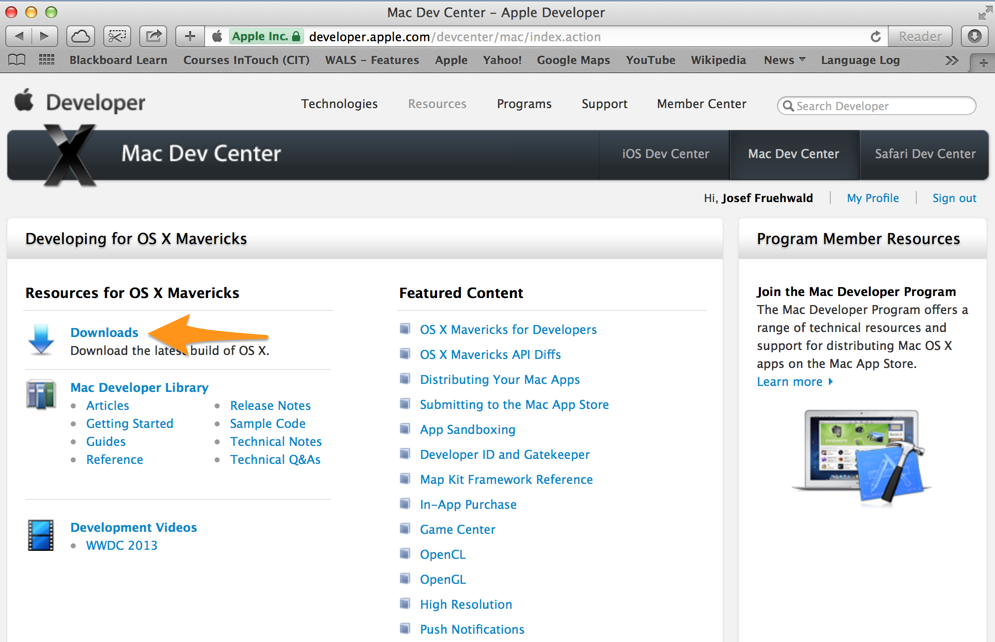 Mac Dev Center – Apple Developer
Apple Inc. developer.apple.com/devcenter/mac/index.action Reader
Blackboard Learn Courses InTouch (CIT) WALS – Features Apple Yahoo! Google Maps YouTube Wikipedia News Language Log
Developer Technologies Resources Programs Support Member Center Search Developer
Mac Dev Center iOS Dev Center Mac Dev Center Safari Dev Center
Hi, Josef Fruehwald My Profile Sign out
Developing for OS X Mavericks
Resources for OS X Mavericks
Downloads
Download the latest build of OS X.
Mac Developer Library
Articles
Getting Started
Guides
Reference
Release Notes
Sample Code
Technical Notes
Technical Q&As
Development Videos
WWDC 2013
Featured Content
OS X Mavericks for Developers
OS X Mavericks API Diffs
Distributing Your Mac Apps
Submitting to the Mac App Store
App Sandboxing
Developer ID and Gatekeeper
Map Kit Framework Reference
In-App Purchase
Game Center
OpenCL
OpenGL
High Resolution
Push Notifications
Program Member Resources
Join the Mac Developer Program
The Mac Developer Program offers a
range of technical resources and
support for distributing Mac OS X
apps on the Mac App Store.
Learn more